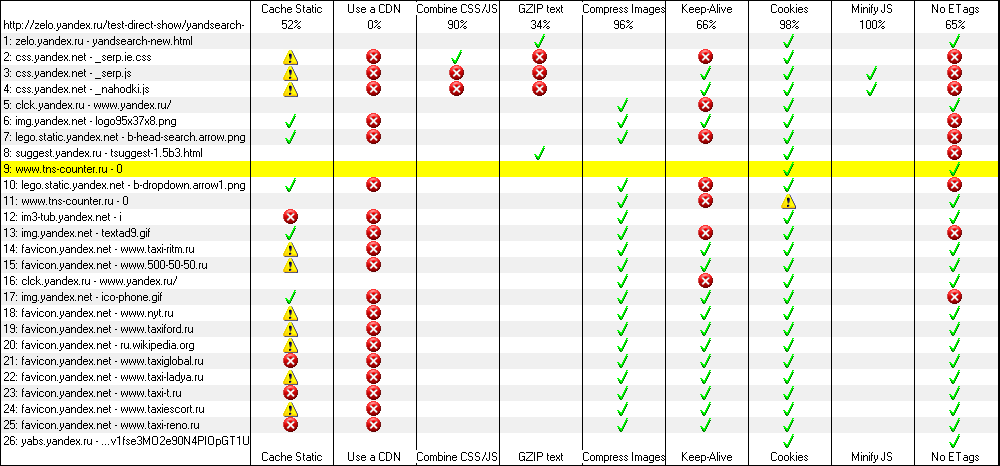 Cache Static Use a CDN Combine CSS/JS GZIP text Compress Images Keep-Alive Cookies Minify JS No ETags
http://zelo.yandex.ru/test-direct-show/yandsearch- 52% 0% 90% 34% 96% 66% 98% 100% 65%
1: zelo.yandex.ru - yandsearch-new.html
2: css.yandex.net - _serp.ie.css
3: css.yandex.net - _serp.js
4: css.yandex.net - _nahodki.js
5: clck.yandex.ru - www.yandex.ru/
6: img.yandex.net - logo95x37x8.png
7: lego.static.yandex.net - b-head-search.arrow.png
8: suggest.yandex.ru - tsuggest-1.5b3.html
9: www.tns-counter.ru - 0
10: lego.static.yandex.net - b-dropdown.arrow1.png
11: www.tns-counter.ru - 0
12: im3-tub.yandex.net - i
13: img.yandex.net - textad9.gif
14: favicon.yandex.net - www.taxi-ritm.ru
15: favicon.yandex.net - www.500-50-50.ru
16: clck.yandex.ru - www.yandex.ru/
17: img.yandex.net - ico-phone.gif
18: favicon.yandex.net - www.nyt.ru
19: favicon.yandex.net - www.taxiford.ru
20: favicon.yandex.net - ru.wikipedia.org
21: favicon.yandex.net - www.taxiglobal.ru
22: favicon.yandex.net - www.taxi-ladya.ru
23: favicon.yandex.net - www.taxi-t.ru
24: favicon.yandex.net - www.taxiescort.ru
25: favicon.yandex.net - www.taxi-reno.ru
26: yabs.yandex.ru - ...v1fse3MO2e90N4PIOpGT1U
Cache Static Use a CDN Combine CSS/JS GZIP text Compress Images Keep-Alive Cookies Minify JS No ETags